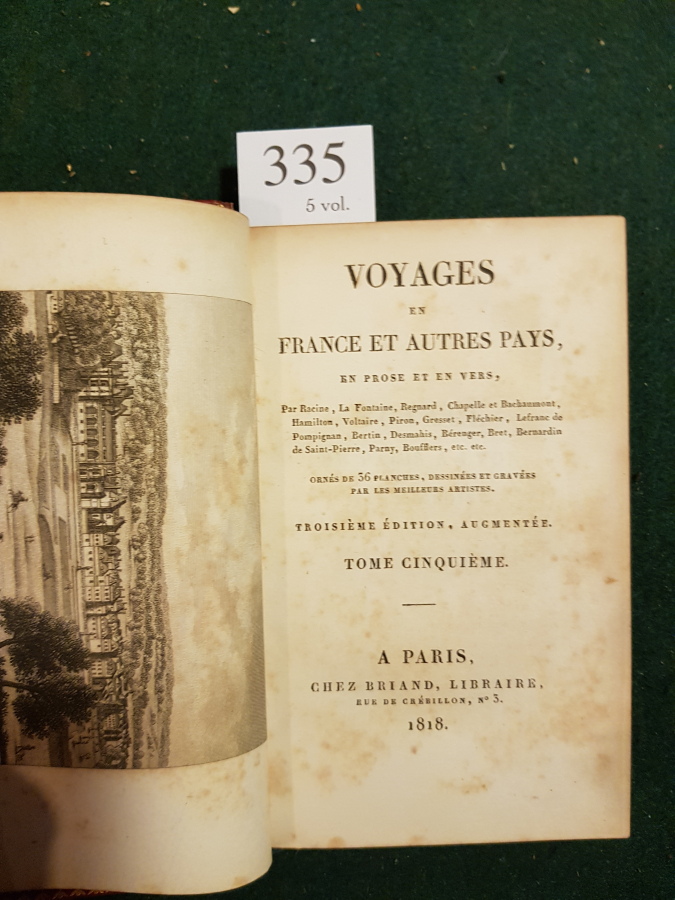 335
5 vol.
VOYAGES
EN
FRANCE ET AUTRES PAYS,
EN PROSE ET EN VERS,
Par Racine, La Fontaine, Regnard, Chapelle et Bachaumont,
Hamilton, Voltaire, Piron, Gresset, Fléchier, Lefranc de
Pompignan, Bertin, Desmahis, Bérenger, Bret, Bernardin
de Saint-Pierre, Parny, Boufflers, etc. etc.
ORNÉS DE 36 PLANCHES, DESSINÉES ET GRAVÉES
PAR LES MEILLEURS ARTISTES.
TROISIÈME ÉDITION, AUGMENTÉE.
TOME CINQUIÈME.
A PARIS,
CHEZ BRIAND, LIBRAIRE,
RUE DE CRÉBILLON, Nº 3.
1818.